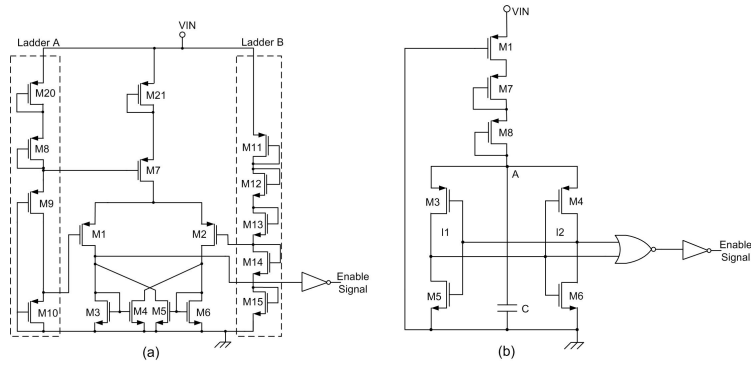 VIN
Ladder A
Ladder B
M20
M21
M8
M7
M11
M12
M9
M13
M1
M2
M14
M10
M3
M4
M5
M6
M15
Enable
Signal
(a)
VIN
M1
M7
M8
A
M3
M4
I1
I2
M5
M6
C
Enable
Signal
(b)